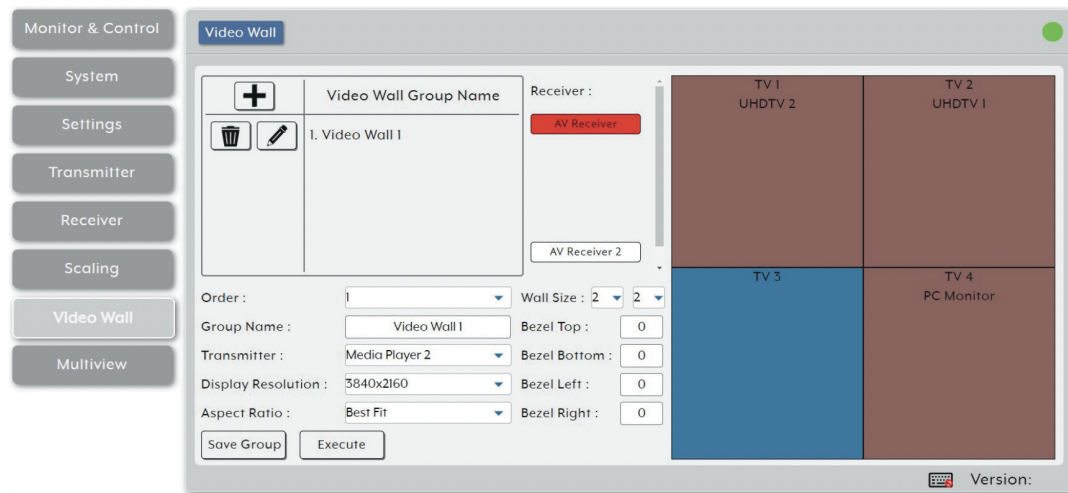 Monitor & Control
System
Settings
Transmitter
Receiver
Scaling
Video Wall
Multiview
Video Wall
Video Wall Group Name
1. Video Wall 1
Receiver :
AV Receiver
AV Receiver 2
TV 1
UHDTV 2
TV 2
UHDTV 1
TV 3
TV 4
PC Monitor
Order : 1
Wall Size : 2 2
Group Name : Video Wall 1
Bezel Top : 0
Transmitter : Media Player 2
Bezel Bottom : 0
Display Resolution : 3840x2160
Bezel Left : 0
Aspect Ratio : Best Fit
Bezel Right : 0
Save Group
Execute
Version: